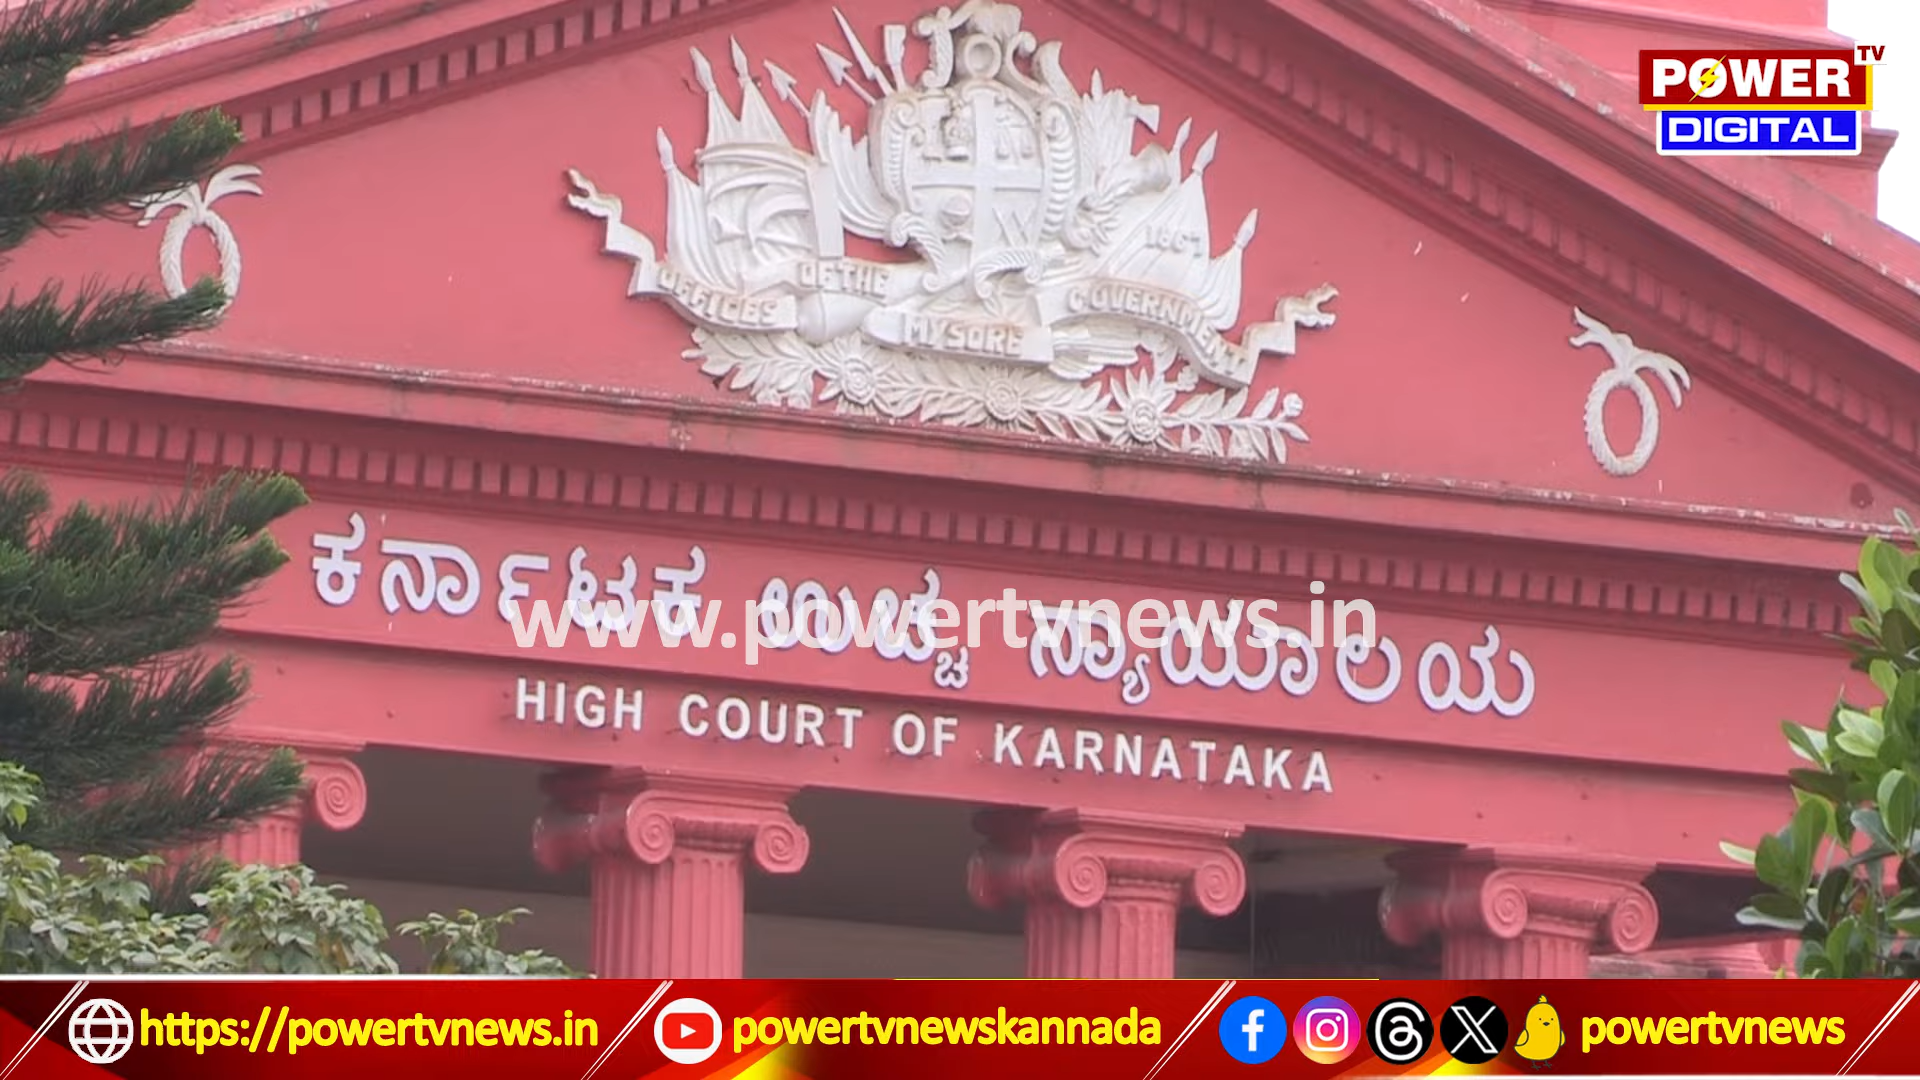 POWER TV
DIGITAL
1867
OFFICES OF THE MYSORE GOVERNMENT
ಕರ್ನಾಟಕ ಉಚ್ಚ ನ್ಯಾಯಾಲಯ
www.powertvnews.in
HIGH COURT OF KARNATAKA
https://powertvnews.in powertvnewskannada powertvnews